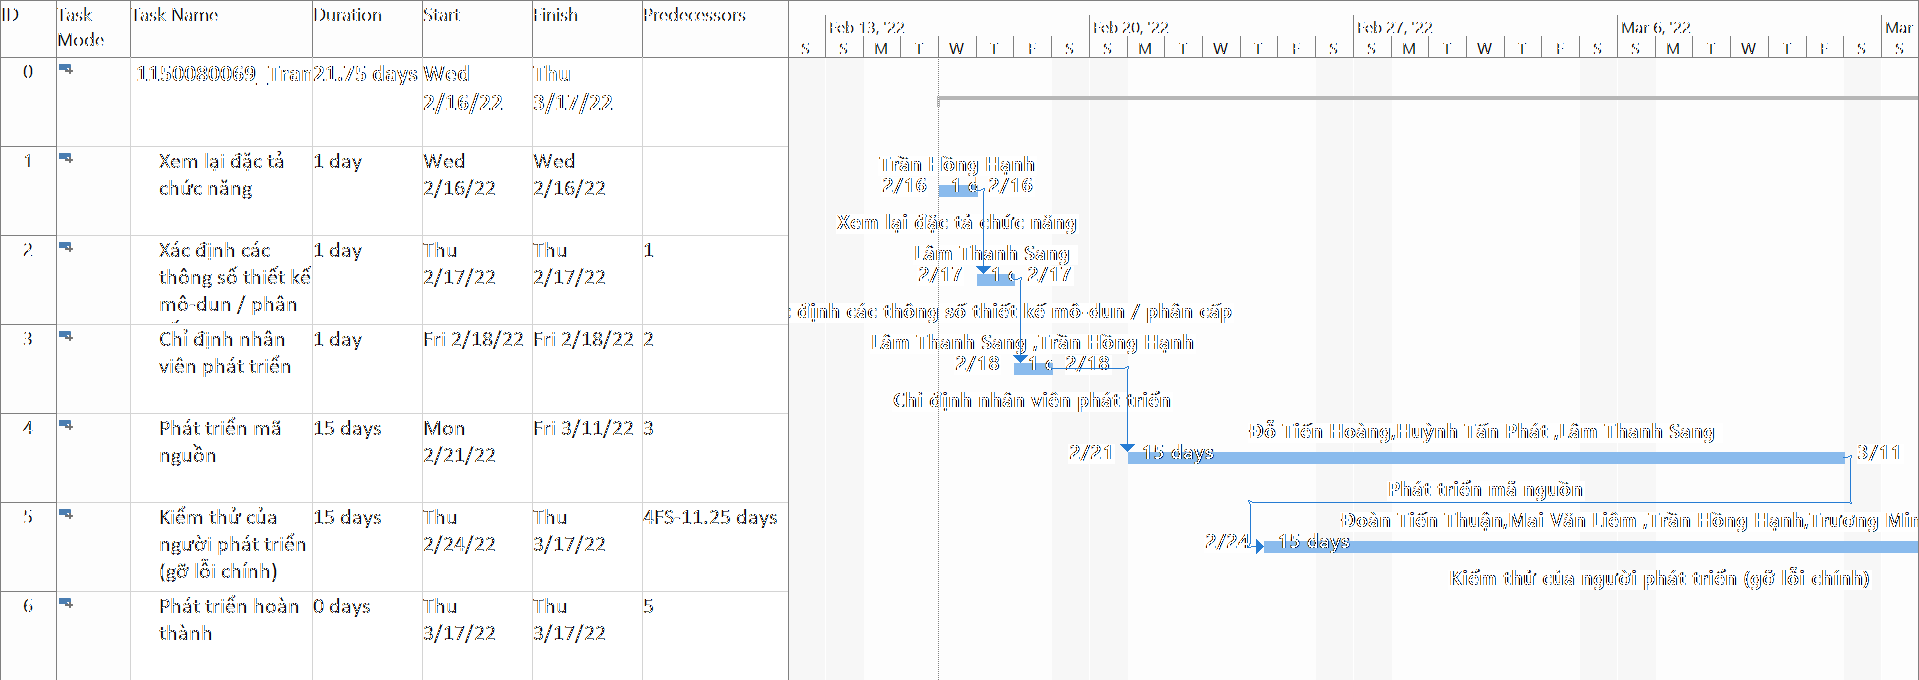 ID Task Mode Task Name Duration Start Finish Predecessors
Feb 13, '22 Feb 20, '22 Feb 27, '22 Mar 6, '22 Mar
S S M T W T F S S M T W T F S S M T W T F S S M T W T F S S
0 1150080069_Tran 21.75 days Wed 2/16/22 Thu 3/17/22
1 Xem lại đặc tả chức năng 1 day Wed 2/16/22 Wed 2/16/22
2 Xác định các thông số thiết kế mô-dun / phân 1 day Thu 2/17/22 Thu 2/17/22 1
3 Chỉ định nhân viên phát triển 1 day Fri 2/18/22 Fri 2/18/22 2
4 Phát triển mã nguồn 15 days Mon 2/21/22 Fri 3/11/22 3
5 Kiểm thử của người phát triển (gỡ lỗi chính) 15 days Thu 2/24/22 Thu 3/17/22 4FS-11.25 days
6 Phát triển hoàn thành 0 days Thu 3/17/22 Thu 3/17/22 5
Trần Hồng Hạnh
2/16 1 d 2/16
Xem lại đặc tả chức năng
Lâm Thanh Sang
2/17 1 d 2/17
định các thông số thiết kế mô-dun / phân cấp
Lâm Thanh Sang ,Trần Hồng Hạnh
2/18 1 d 2/18
Chỉ định nhân viên phát triển
Đỗ Tiến Hoàng,Huỳnh Tấn Phát ,Lâm Thanh Sang
2/21 15 days 3/11
Phát triển mã nguồn
Đoàn Tiến Thuận,Mai Văn Liêm ,Trần Hồng Hạnh,Trương Min
2/24 15 days
Kiểm thử của người phát triển (gỡ lỗi chính)